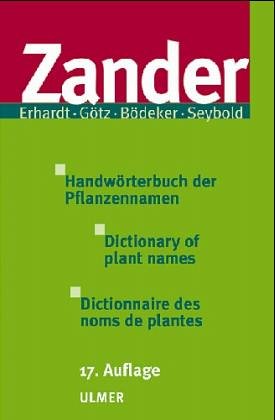 Zander
Erhardt · Götz · Bödeker · Seybold
Handwörterbuch der
Pflanzennamen
Dictionary of
plant names
Dictionnaire des
noms de plantes
17. Auflage
ULMER